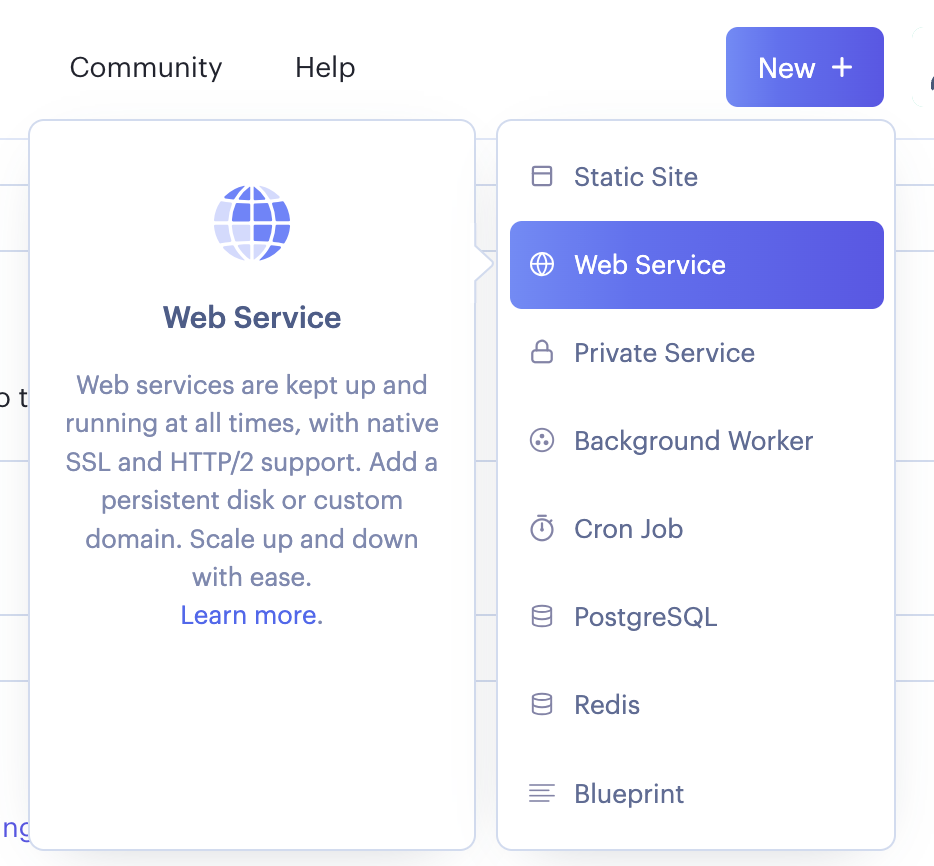 Community
Help
New +
Web Service
Web services are kept up and
running at all times, with native
SSL and HTTP/2 support. Add a
persistent disk or custom
domain. Scale up and down
with ease.
Learn more.
Static Site
Web Service
Private Service
Background Worker
Cron Job
PostgreSQL
Redis
Blueprint